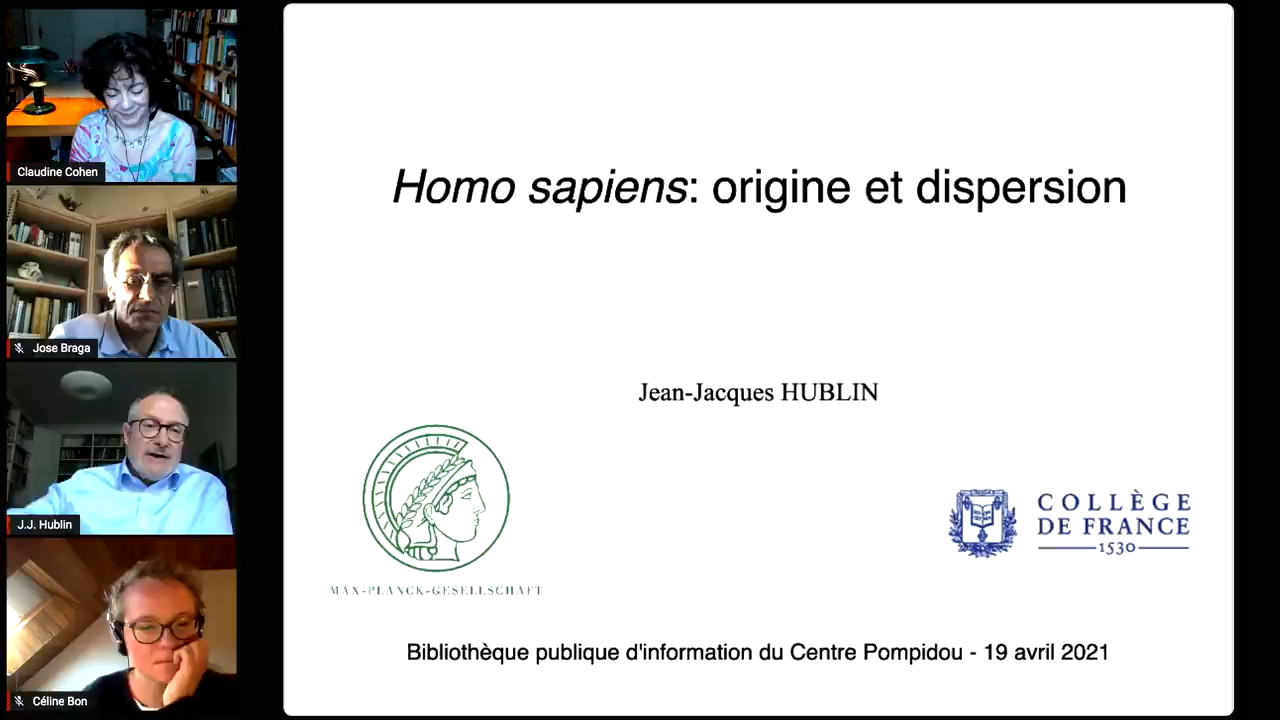 Claudine Cohen
Jose Braga
J.J. Hublin
Céline Bon
Homo sapiens: origine et dispersion
Jean-Jacques HUBLIN
MAX-PLANCK-GESELLSCHAFT
COLLÈGE
DE FRANCE
1530
Bibliothèque publique d'information du Centre Pompidou - 19 avril 2021